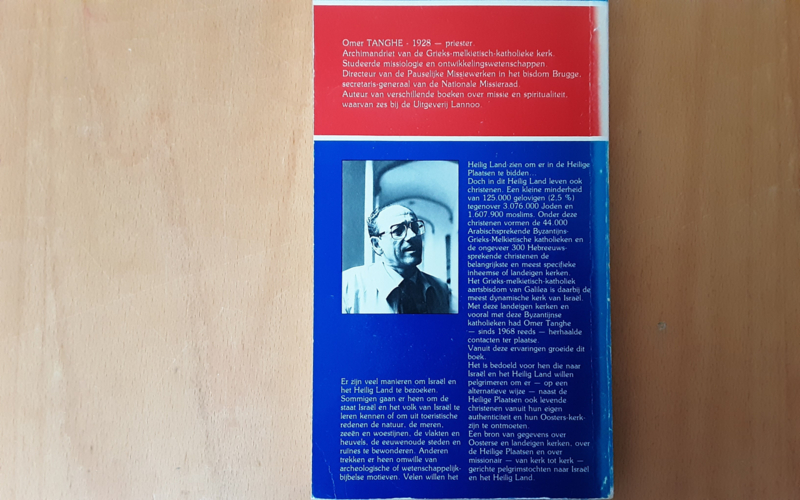 Omer TANGHE - 1928 — priester.
Archimandriet van de Grieks-melkietisch-katholieke kerk.
Studeerde missiologie en ontwikkelingswetenschappen.
Directeur van de Pauselijke Missiewerken in het bisdom Brugge,
secretaris-generaal van de Nationale Missieraad.
Auteur van verschillende boeken over missie en spiritualiteit,
waarvan zes bij de Uitgeverij Lannoo.
Er zijn veel manieren om Israël en
het Heilig Land te bezoeken.
Sommigen gaan er heen om de
staat Israël en het volk van Israël te
leren kennen of om uit toeristische
redenen de natuur, de meren,
zeeën en woestijnen, de vlakten en
heuvels, de eeuwenoude steden en
ruïnes te bewonderen. Anderen
trekken er heen omwille van
archeologische of wetenschappelijk-
bijbelse motieven. Velen willen het
Heilig Land zien om er in de Heilige
Plaatsen te bidden...
Doch in dit Heilig Land leven ook
christenen. Een kleine minderheid
van 125.000 gelovigen (2.5 %)
tegenover 3.076.000 Joden en
1.607.900 moslims. Onder deze
christenen vormen de 44.000
Arabischsprekende Byzantijns-
Grieks-Melkietische katholieken en
de ongeveer 300 Hebreeuws-
sprekende christenen de
belangrijkste en meest specifieke
inheemse of landeigen kerken.
Het Grieks-melkietisch-katholiek
aartsbisdom van Galilea is daarbij de
meest dynamische kerk van Israël.
Met deze landeigen kerken en
vooral met deze Byzantijnse
katholieken had Omer Tanghe
— sinds 1968 reeds — herhaalde
contacten ter plaatse.
Vanuit deze ervaringen groeide dit
boek.
Het is bedoeld voor hen die naar
Israël en het Heilig Land willen
pelgrimeren om er — op een
alternatieve wijze — naast de
Heilige Plaatsen ook levende
christenen vanuit hun eigen
authenticiteit en hun Oosters-kerk-
zijn te ontmoeten.
Een bron van gegevens over
Oosterse en landeigen kerken, over
de Heilige Plaatsen en over
missionair — van kerk tot kerk —
gerichte pelgrimstochten naar Israël
en het Heilig Land.